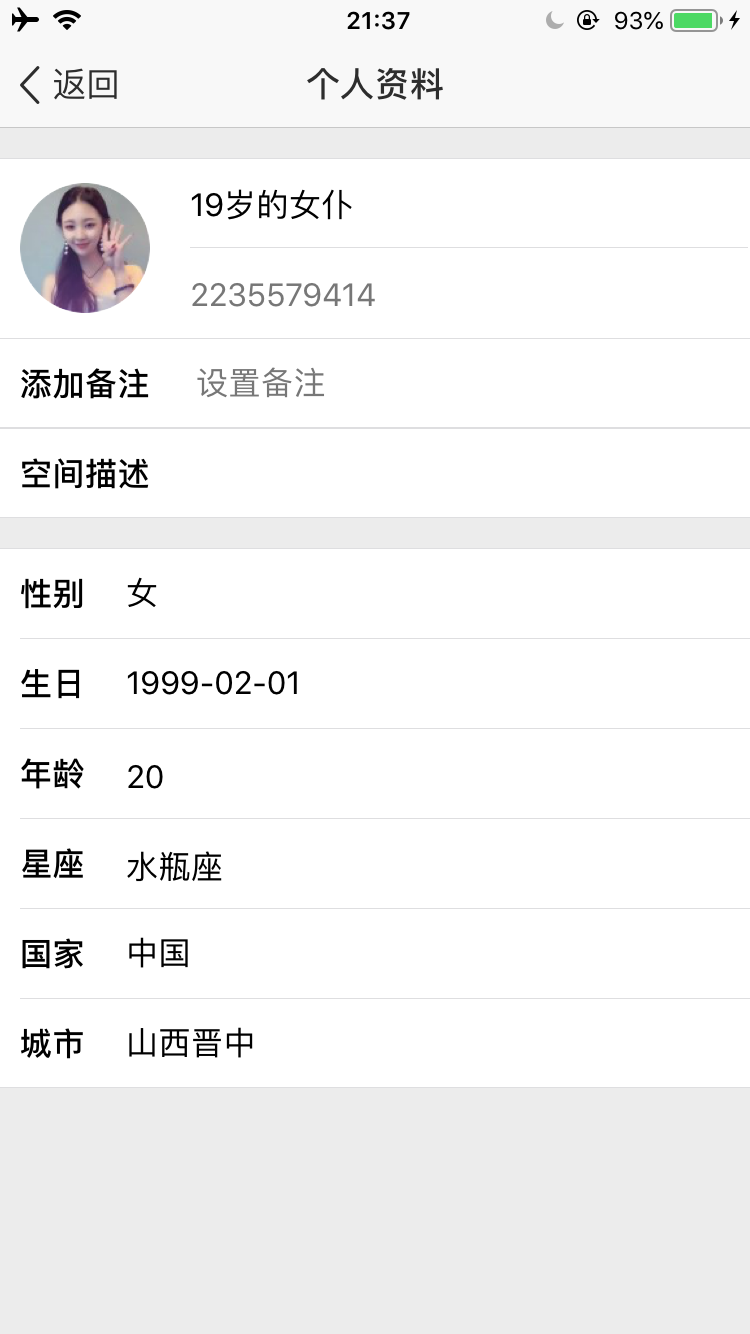 21:37
93%
返回
个人资料
19岁的女仆
2235579414
添加备注 设置备注
空间描述
性别 女
生日 1999-02-01
年龄 20
星座 水瓶座
国家 中国
城市 山西晋中